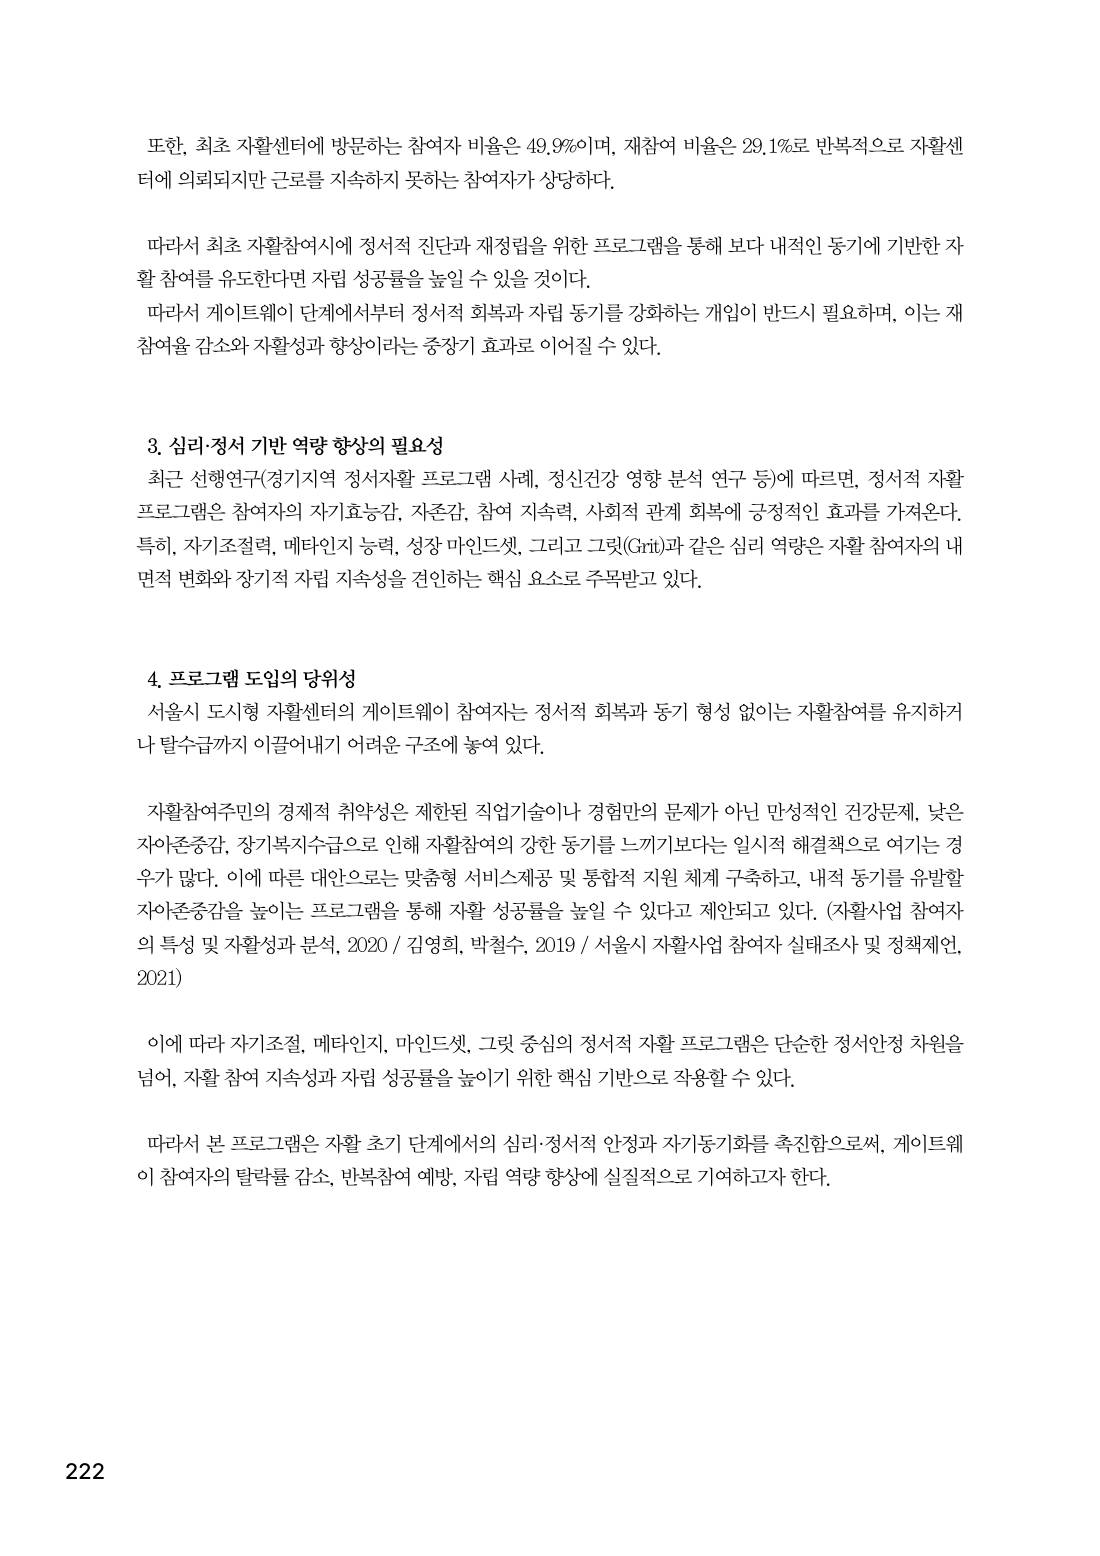 또한, 최초 자활센터에 방문하는 참여자 비율은 49.9%이며, 재참여 비율은 29.1%로 반복적으로 자활센
터에 의뢰되지만 근로를 지속하지 못하는 참여자가 상당하다.
따라서 최초 자활참여시에 정서적 진단과 재정립을 위한 프로그램을 통해 보다 내적인 동기에 기반한 자
활 참여를 유도한다면 자립 성공률을 높일 수 있을 것이다.
따라서 게이트웨이 단계에서부터 정서적 회복과 자립 동기를 강화하는 개입이 반드시 필요하며, 이는 재
참여율 감소와 자활성과 향상이라는 중장기 효과로 이어질 수 있다.
3. 심리·정서 기반 역량 향상의 필요성
최근 선행연구(경기지역 정서자활 프로그램 사례, 정신건강 영향 분석 연구 등)에 따르면, 정서적 자활
프로그램은 참여자의 자기효능감, 자존감, 참여 지속력, 사회적 관계 회복에 긍정적인 효과를 가져온다.
특히, 자기조절력, 메타인지 능력, 성장 마인드셋, 그리고 그릿(Grit)과 같은 심리 역량은 자활 참여자의 내
면적 변화와 장기적 자립 지속성을 견인하는 핵심 요소로 주목받고 있다.
4. 프로그램 도입의 당위성
서울시 도시형 자활센터의 게이트웨이 참여자는 정서적 회복과 동기 형성 없이는 자활참여를 유지하거
나 탈수급까지 이끌어내기 어려운 구조에 놓여 있다.
자활참여주민의 경제적 취약성은 제한된 직업기술이나 경험만의 문제가 아닌 만성적인 건강문제, 낮은
자아존중감, 장기복지수급으로 인해 자활참여의 강한 동기를 느끼기보다는 일시적 해결책으로 여기는 경
우가 많다. 이에 따른 대안으로는 맞춤형 서비스제공 및 통합적 지원 체계 구축하고, 내적 동기를 유발할
자아존중감을 높이는 프로그램을 통해 자활 성공률을 높일 수 있다고 제안되고 있다. (자활사업 참여자
의 특성 및 자활성과 분석, 2020 / 김영희, 박철수, 2019 / 서울시 자활사업 참여자 실태조사 및 정책제언,
2021)
이에 따라 자기조절, 메타인지, 마인드셋, 그릿 중심의 정서적 자활 프로그램은 단순한 정서안정 차원을
넘어, 자활 참여 지속성과 자립 성공률을 높이기 위한 핵심 기반으로 작용할 수 있다.
따라서 본 프로그램은 자활 초기 단계에서의 심리·정서적 안정과 자기동기화를 촉진함으로써, 게이트웨
이 참여자의 탈락률 감소, 반복참여 예방, 자립 역량 향상에 실질적으로 기여하고자 한다.
222